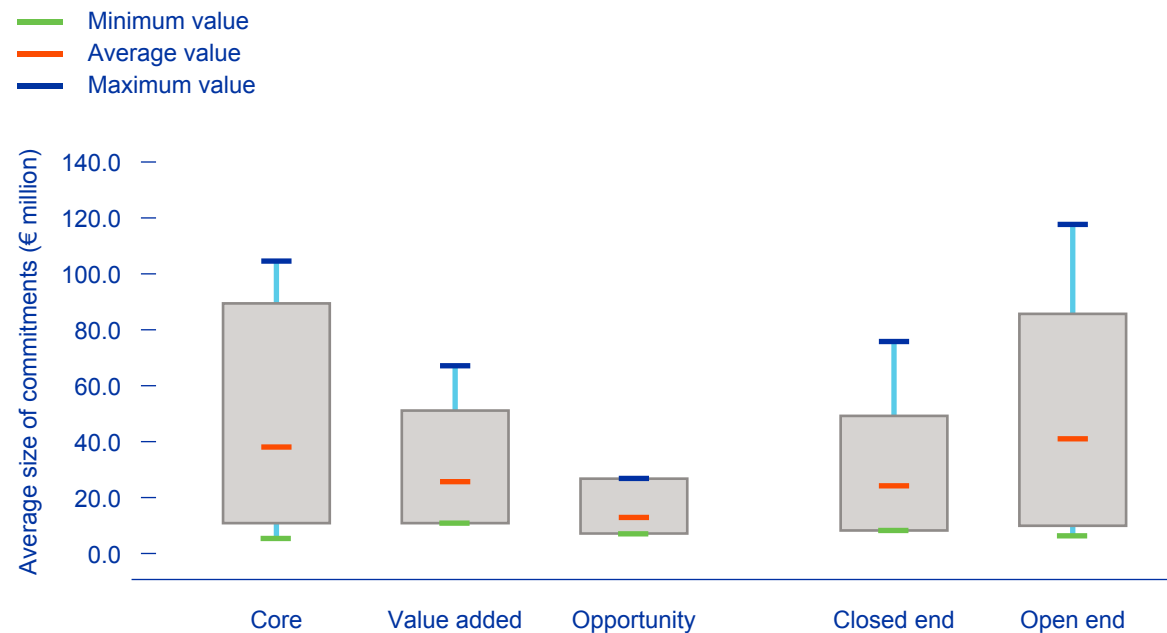 Minimum value
Average value
Maximum value
Average size of commitments (€ million)
140.0
120.0
100.0
80.0
60.0
40.0
20.0
0.0
Core Value added Opportunity Closed end Open end